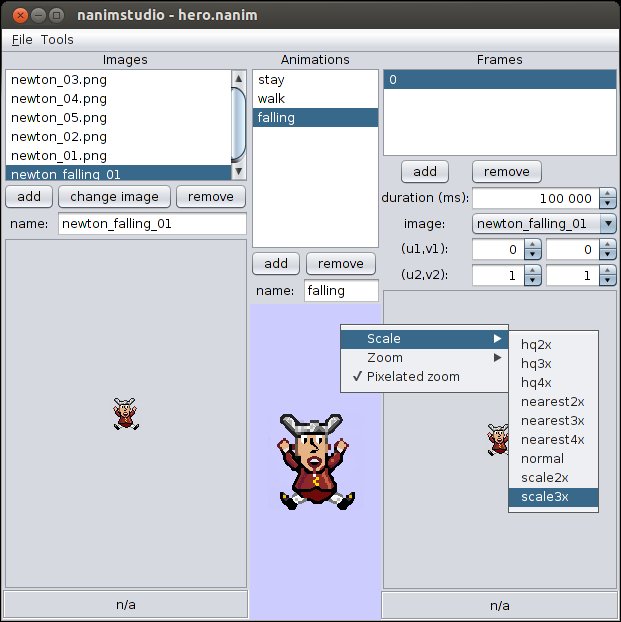 nanimstudio - hero.nanim
File Tools
Images
newton_03.png
newton_04.png
newton_05.png
newton_02.png
newton_01.png
newton_falling_01
add change image remove
name: newton_falling_01
n/a
Animations
stay
walk
falling
add remove
name: falling
Frames
0
add remove
duration (ms): 100 000
image: newton_falling_01
(u1,v1): 0 0
(u2,v2): 1 1
Scale
Zoom
✓ Pixelated zoom
hq2x
hq3x
hq4x
nearest2x
nearest3x
nearest4x
normal
scale2x
scale3x
n/a